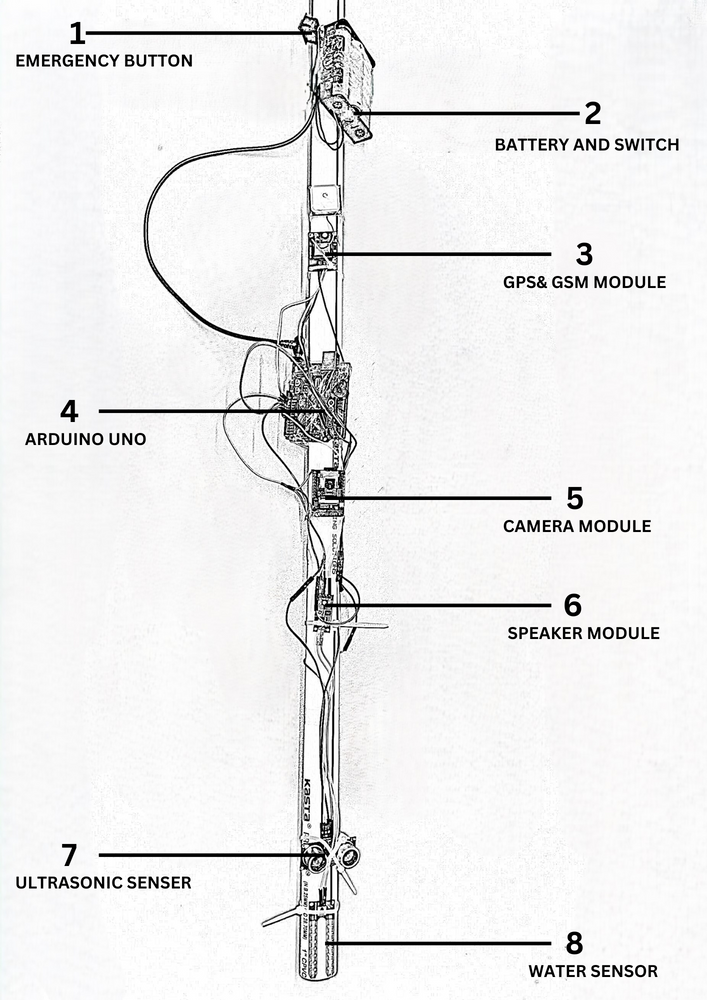 1
EMERGENCY BUTTON
2
BATTERY AND SWITCH
3
GPS& GSM MODULE
4
ARDUINO UNO
5
CAMERA MODULE
6
SPEAKER MODULE
KASTA®
7
ULTRASONIC SENSER
8
WATER SENSOR